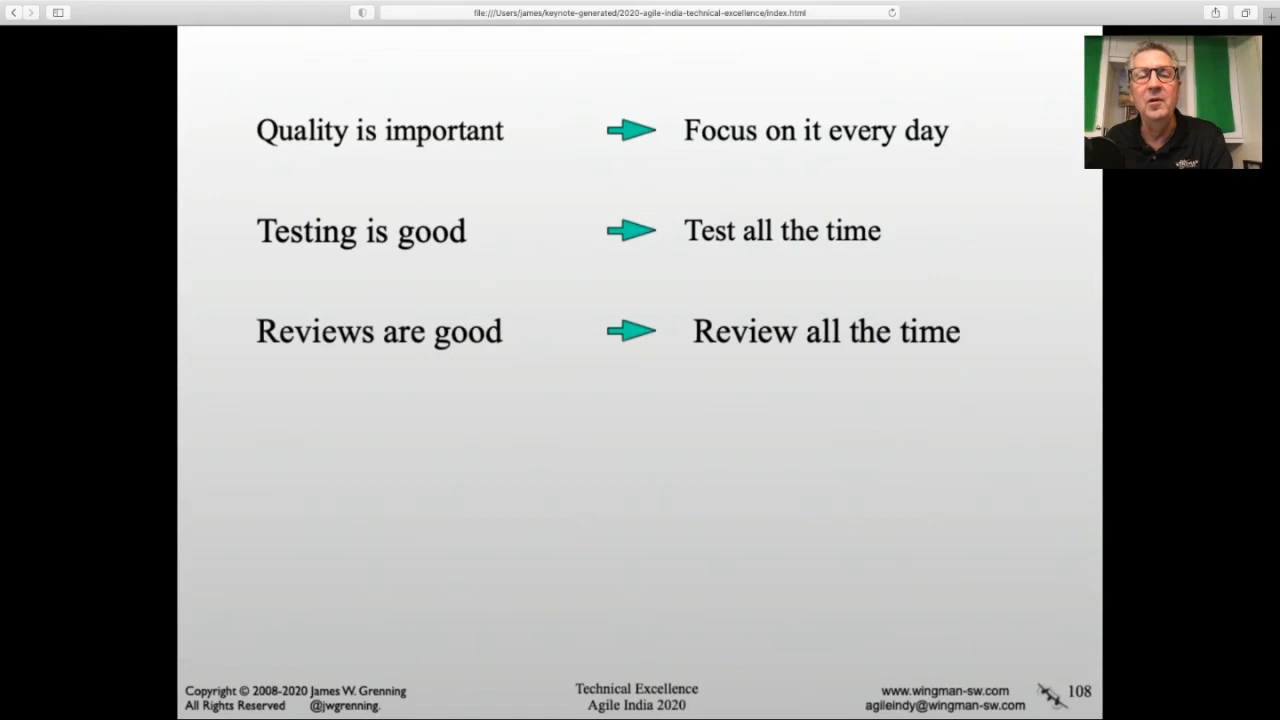 file:///Users/james/keynote-generated/2020-agile-india-technical-excellence/index.html
Quality is important
Focus on it every day
Testing is good
Test all the time
Reviews are good
Review all the time
Copyright © 2008-2020 James W. Grenning
All Rights Reserved @jwgrenning.
Technical Excellence
Agile India 2020
www.wingman-sw.com
agileindy@wingman-sw.com
108